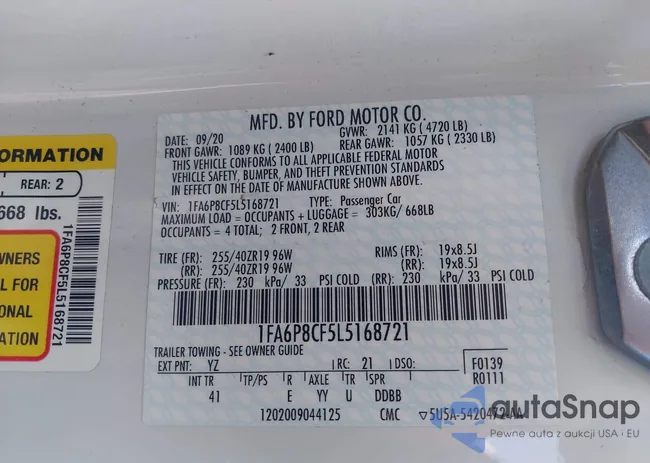 MFD. BY FORD MOTOR CO.
DATE: 09/20 GVWR: 2141 KG ( 4720 LB)
FRONT GAWR: 1089 KG ( 2400 LB) REAR GAWR: 1057 KG ( 2330 LB)
THIS VEHICLE CONFORMS TO ALL APPLICABLE FEDERAL MOTOR
VEHICLE SAFETY, BUMPER, AND THEFT PREVENTION STANDARDS
IN EFFECT ON THE DATE OF MANUFACTURE SHOWN ABOVE.
VIN: 1FA6P8CF5L5168721 TYPE: Passenger Car
MAXIMUM LOAD = OCCUPANTS + LUGGAGE = 303KG/ 668LB
OCCUPANTS = 4 TOTAL; 2 FRONT, 2 REAR
TIRE (FR): 255/40ZR19 96W RIMS (FR): 19x8.5J
(RR): 255/40ZR19 96W (RR): 19x8.5J
PRESSURE (FR): 230 kPa/ 33 PSI COLD (RR): 230 kPa/ 33 PSI COLD
1FA6P8CF5L5168721
TRAILER TOWING - SEE OWNER GUIDE
EXT PNT: YZ RC: 21 DSO: F0139
INT TR TP/PS R AXLE TR SPR R0111
41 E YY U DDBB
1202009044125 CMC ▽5U5A-5420472-AA
ORMATION
REAR: 2
668 lbs.
WNERS
FOR
ONAL
TION
1FA6P8CF5L5168721
autoSnap
Pewne auta z aukcji USA i EU